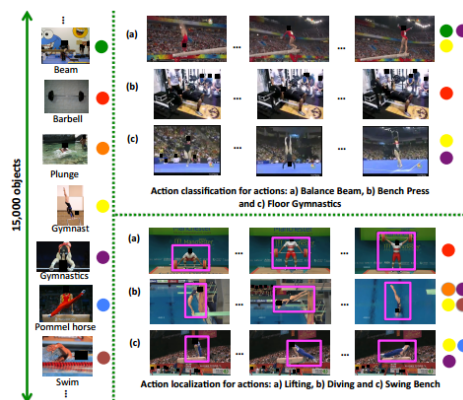 15,000 objects
Beam
Barbell
Plunge
Gymnast
Gymnastics
Pommel horse
Swim
(a)
...
...
(b)
...
...
(c)
...
...
Action classification for actions: a) Balance Beam, b) Bench Press
and c) Floor Gymnastics
(a)
...
...
(b)
...
...
(c)
...
...
Action localization for actions: a) Lifting, b) Diving and c) Swing Bench